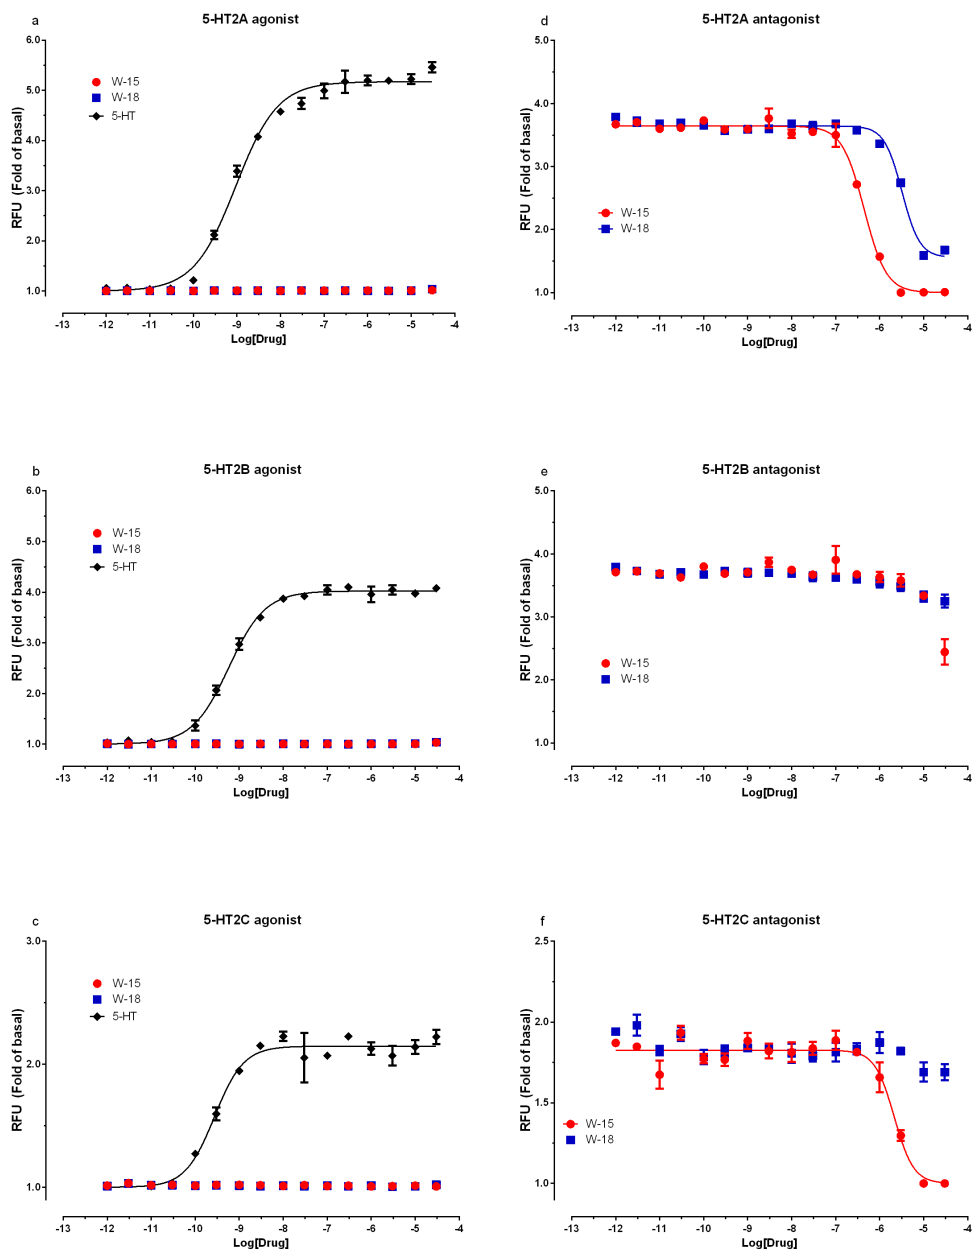 a
5-HT2A agonist
6.0
5.0
4.0
3.0
2.0
1.0
RFU (Fold of basal)
W-15
W-18
5-HT
-13 -12 -11 -10 -9 -8 -7 -6 -5 -4
Log[Drug]
d
5-HT2A antagonist
5.0
4.0
3.0
2.0
1.0
RFU (Fold of basal)
W-15
W-18
-13 -12 -11 -10 -9 -8 -7 -6 -5 -4
Log[Drug]
b
5-HT2B agonist
6.0
5.0
4.0
3.0
2.0
1.0
RFU (Fold of basal)
W-15
W-18
5-HT
-13 -12 -11 -10 -9 -8 -7 -6 -5 -4
Log[Drug]
e
5-HT2B antagonist
5.0
4.0
3.0
2.0
1.0
RFU (Fold of basal)
W-15
W-18
-13 -12 -11 -10 -9 -8 -7 -6 -5 -4
Log[Drug]
c
5-HT2C agonist
3.0
2.0
1.0
RFU (Fold of basal)
W-15
W-18
5-HT
-13 -12 -11 -10 -9 -8 -7 -6 -5 -4
Log[Drug]
f
5-HT2C antagonist
2.5
2.0
1.5
1.0
RFU (Fold of basal)
W-15
W-18
-13 -12 -11 -10 -9 -8 -7 -6 -5 -4
Log[Drug]